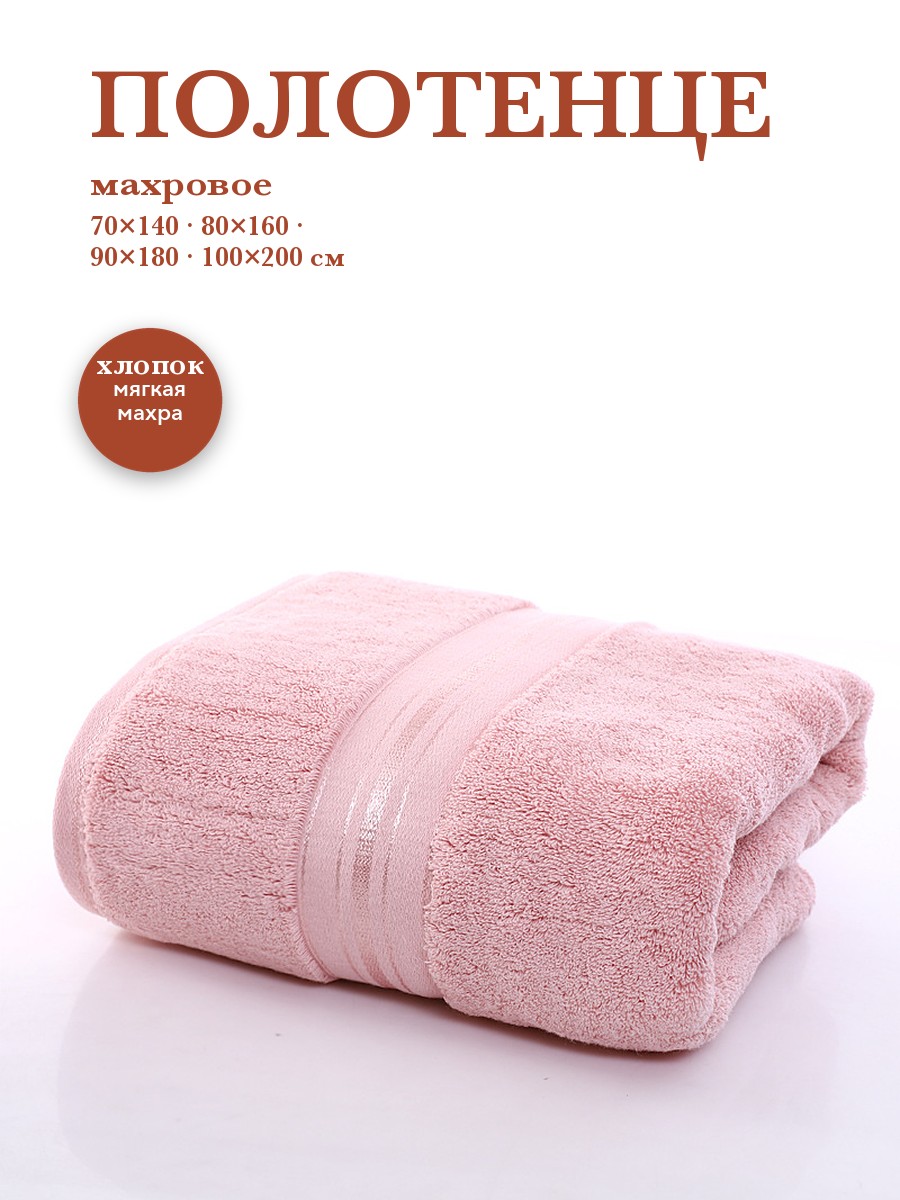 ПОЛОТЕНЦЕ
махровое
70×140 · 80×160 ·
90×180 · 100×200 см
хлопок
мягкая
махра